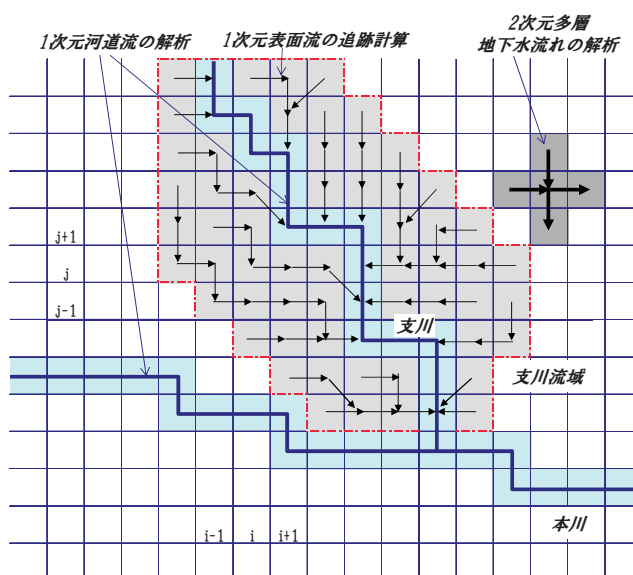 1次元河道流の解析
1次元表面流の追跡計算
2次元多層
地下水流れの解析
j+1
j
j-1
支川
支川流域
本川
i-1 i i+1